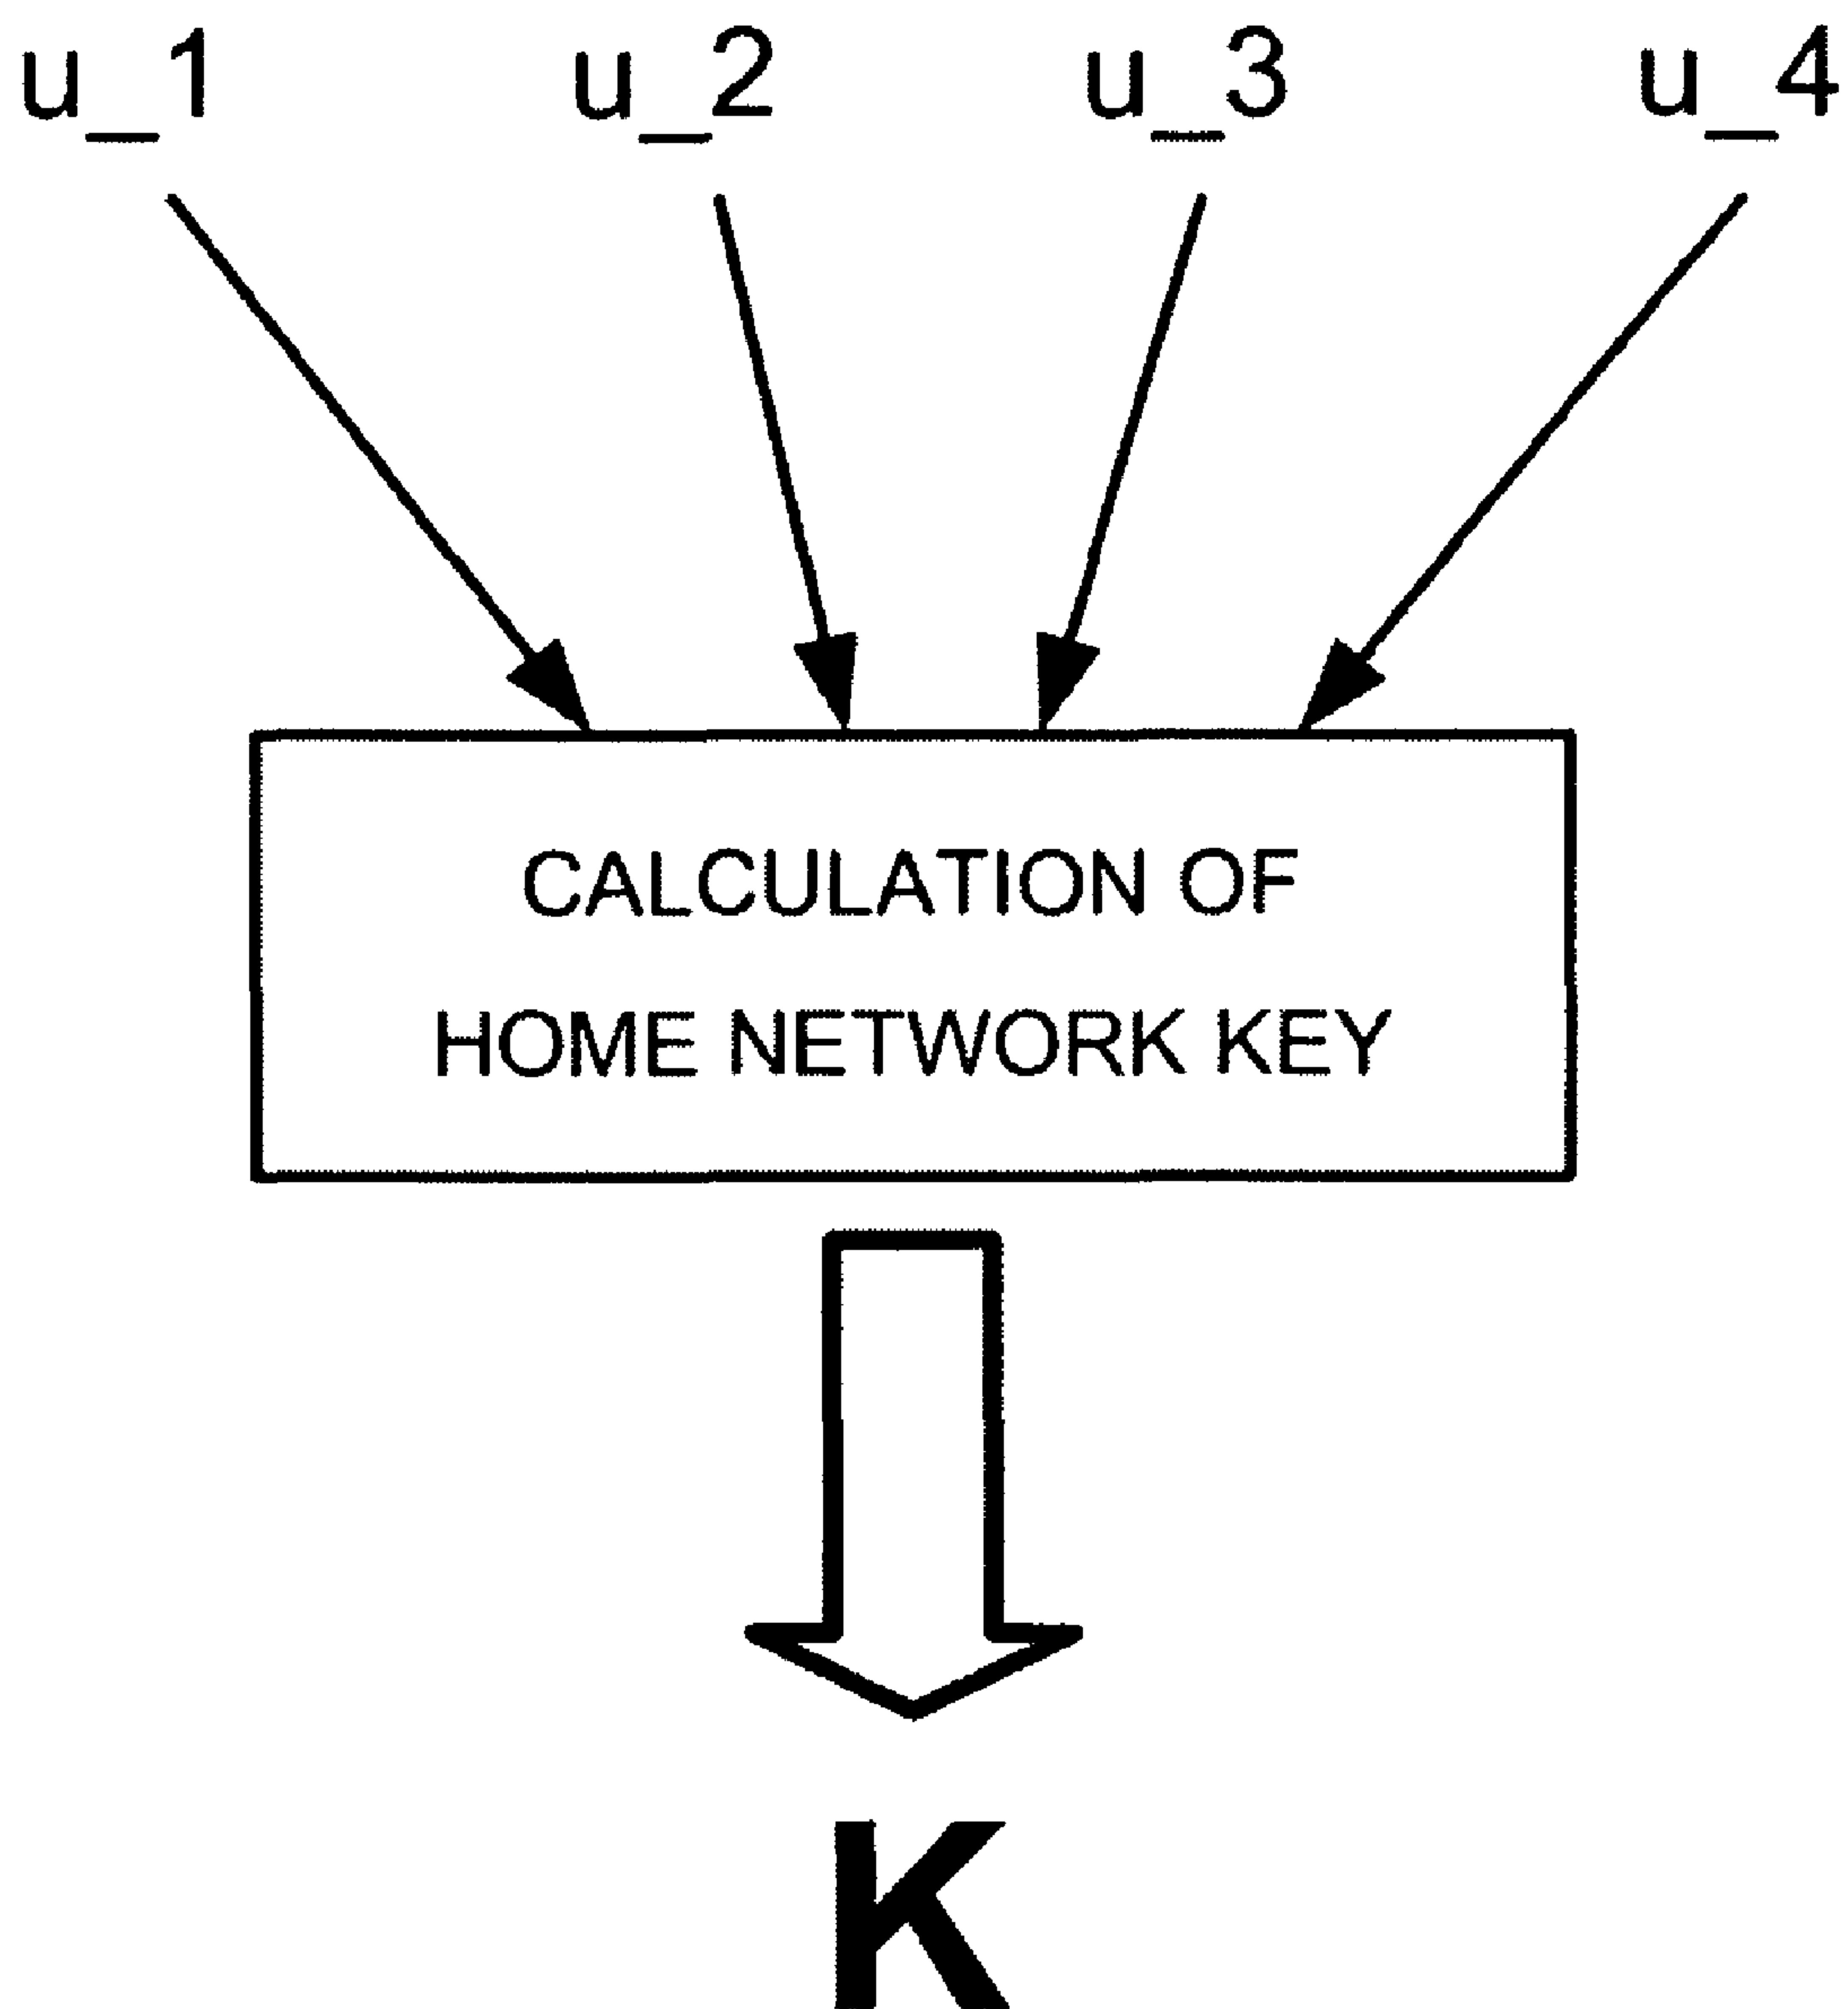 u_1 u_2 u_3 u_4
CALCULATION OF
HOME NETWORK KEY
K